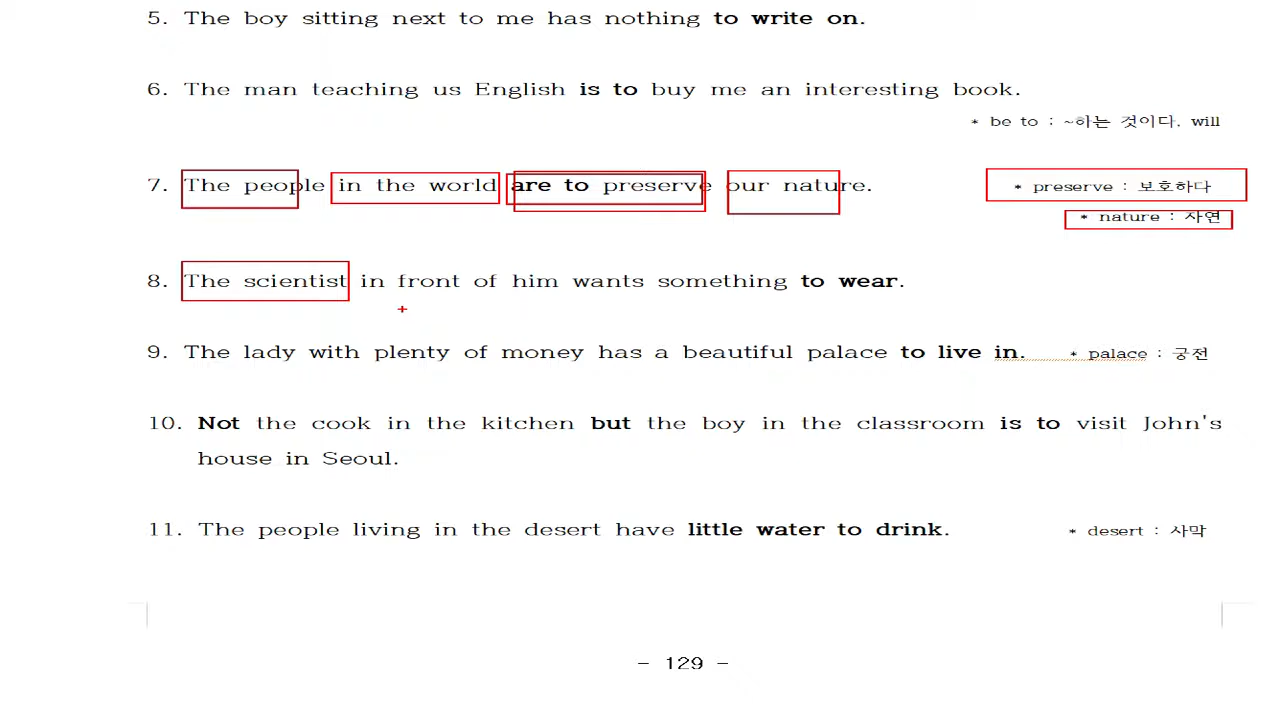 5. The boy sitting next to me has nothing to write on.
6. The man teaching us English is to buy me an interesting book.
* be to : ~하는 것이다. will
7. The people in the world are to preserve our nature. * preserve : 보호하다
* nature : 사연
8. The scientist in front of him wants something to wear.
9. The lady with plenty of money has a beautiful palace to live in. * palace : 궁전
10. Not the cook in the kitchen but the boy in the classroom is to visit John's
house in Seoul.
11. The people living in the desert have little water to drink. * desert : 사막
- 129 -